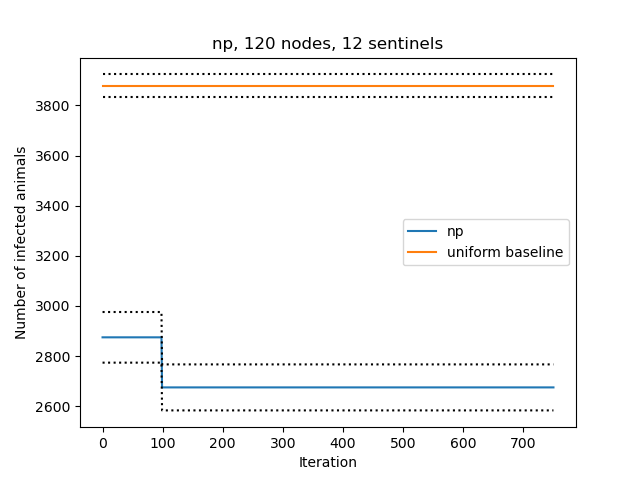 np, 120 nodes, 12 sentinels
Number of infected animals
3800
3600
3400
3200
3000
2800
2600
np
uniform baseline
0 100 200 300 400 500 600 700
Iteration